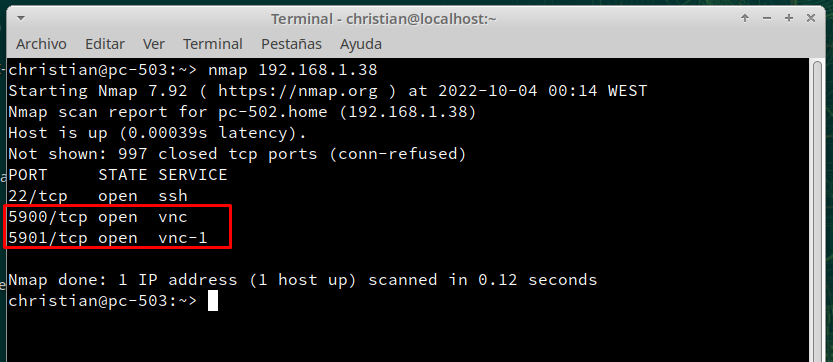 Terminal - christian@localhost:~
Archivo Editar Ver Terminal Pestañas Ayuda
christian@pc-503:~> nmap 192.168.1.38
Starting Nmap 7.92 ( https://nmap.org ) at 2022-10-04 00:14 WEST
Nmap scan report for pc-502.home (192.168.1.38)
Host is up (0.00039s latency).
Not shown: 997 closed tcp ports (conn-refused)
PORT     STATE SERVICE
22/tcp   open  ssh
5900/tcp open  vnc
5901/tcp open  vnc-1
Nmap done: 1 IP address (1 host up) scanned in 0.12 seconds
christian@pc-503:~>